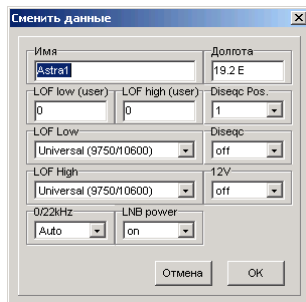 Сменить данные
Имя
Долгота
Astra1
19.2 E
LOF low (user)
LOF high (user)
Diseqc Pos.
0
0
1
LOF Low
Diseqc
Universal (9750/10600)
off
LOF High
12V
Universal (9750/10600)
off
0/22kHz
LNB power
Auto
on
Отмена
OK